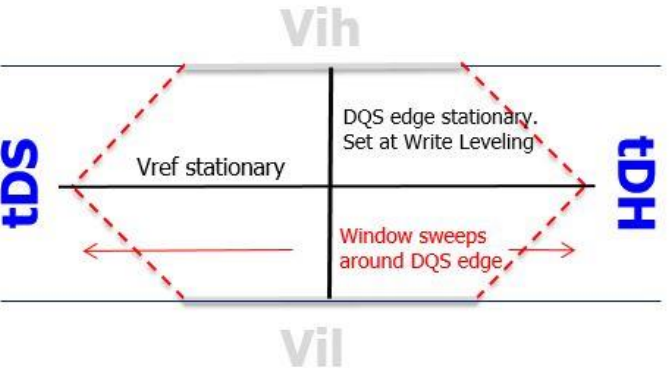 Vih
DQS edge stationary.
Set at Write Leveling
Vref stationary
tDS
tDH
Window sweeps
around DQS edge
Vil